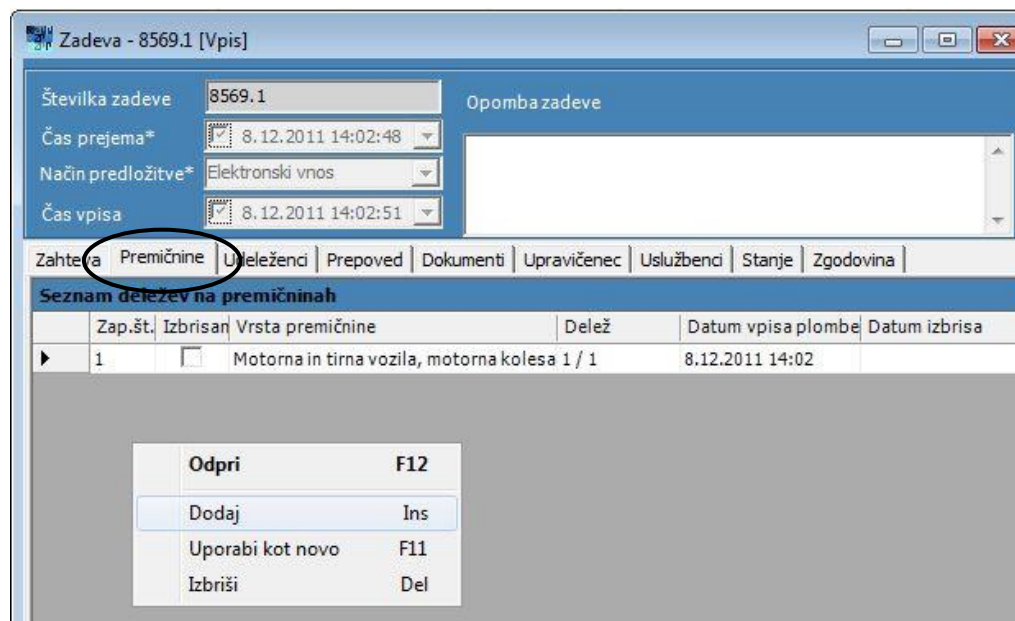 Zadeva - 8569.1 [Vpis]
Številka zadeve 8569.1 Opomba zadeve
Čas prejema* 8.12.2011 14:02:48
Način predložitve* Elektronski vnos
Čas vpisa 8.12.2011 14:02:51
Zahteva Premičnine Udeleženci Prepoved Dokumenti Upravičenec Uslužbenci Stanje Zgodovina
Seznam deležev na premičninah
Zap.št. Izbrisan Vrsta premičnine Delež Datum vpisa plombe Datum izbrisa
1 Motorna in tirna vozila, motorna kolesa 1 / 1 8.12.2011 14:02
Odpri F12
Dodaj Ins
Uporabi kot novo F11
Izbriši Del